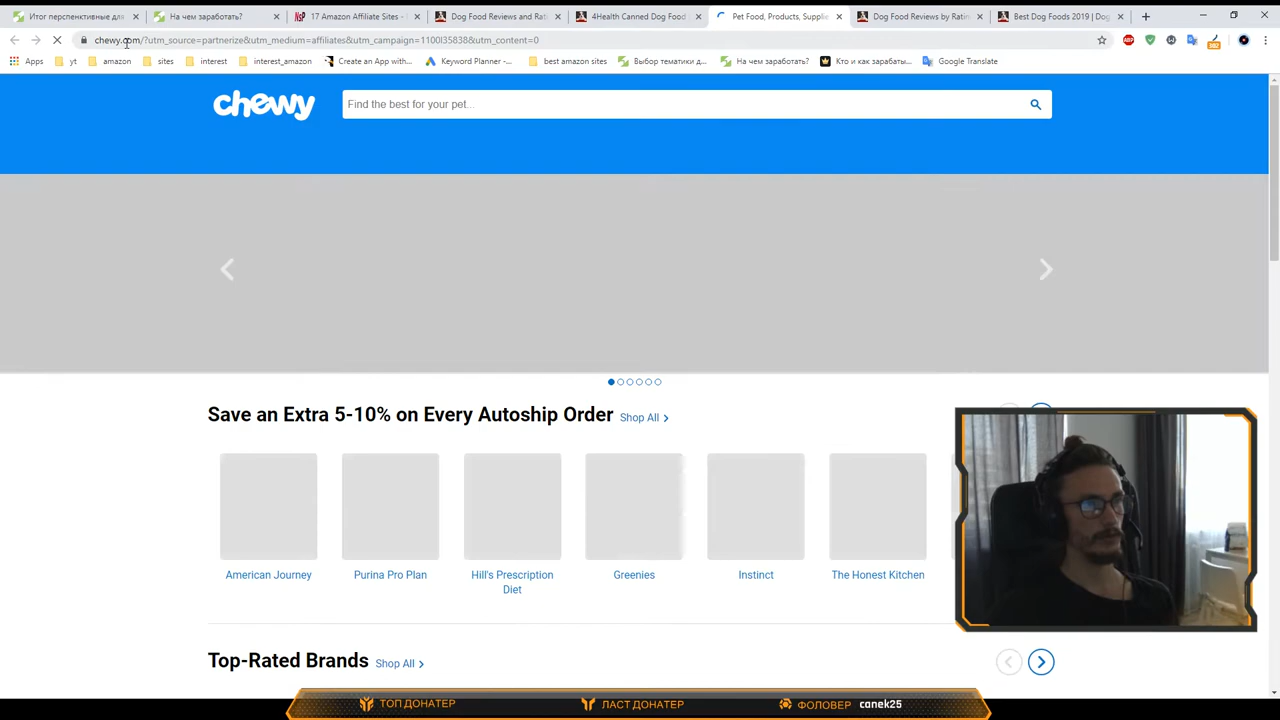 Итог перспенктивные для
На чем заработать?
17 Amazon Affiliate Sites -
Dog Food Reviews and Rati
4Health Canned Dog Food
Pet Food, Products, Supplie
Dog Food Reviews by Ratin
Best Dog Foods 2019 | Dog
chewy.com/?utm_source=partnerize&utm_medium=affiliates&utm_campaign=1100l35838&utm_content=0
Apps
yt
amazon
sites
interest
interest_amazon
Create an App with...
Keyword Planner -...
best amazon sites
Выбор тематики д...
На чем заработать?
Кто и как зарабаты...
Google Translate
chewy
Find the best for your pet...
Save an Extra 5-10% on Every Autoship Order
Shop All
American Journey
Purina Pro Plan
Hill's Prescription
Diet
Greenies
Instinct
The Honest Kitchen
Top-Rated Brands
Shop All
ТОП ДОНАТЕР
ЛАСТ ДОНАТЕР
ФОЛОВЕР canek25